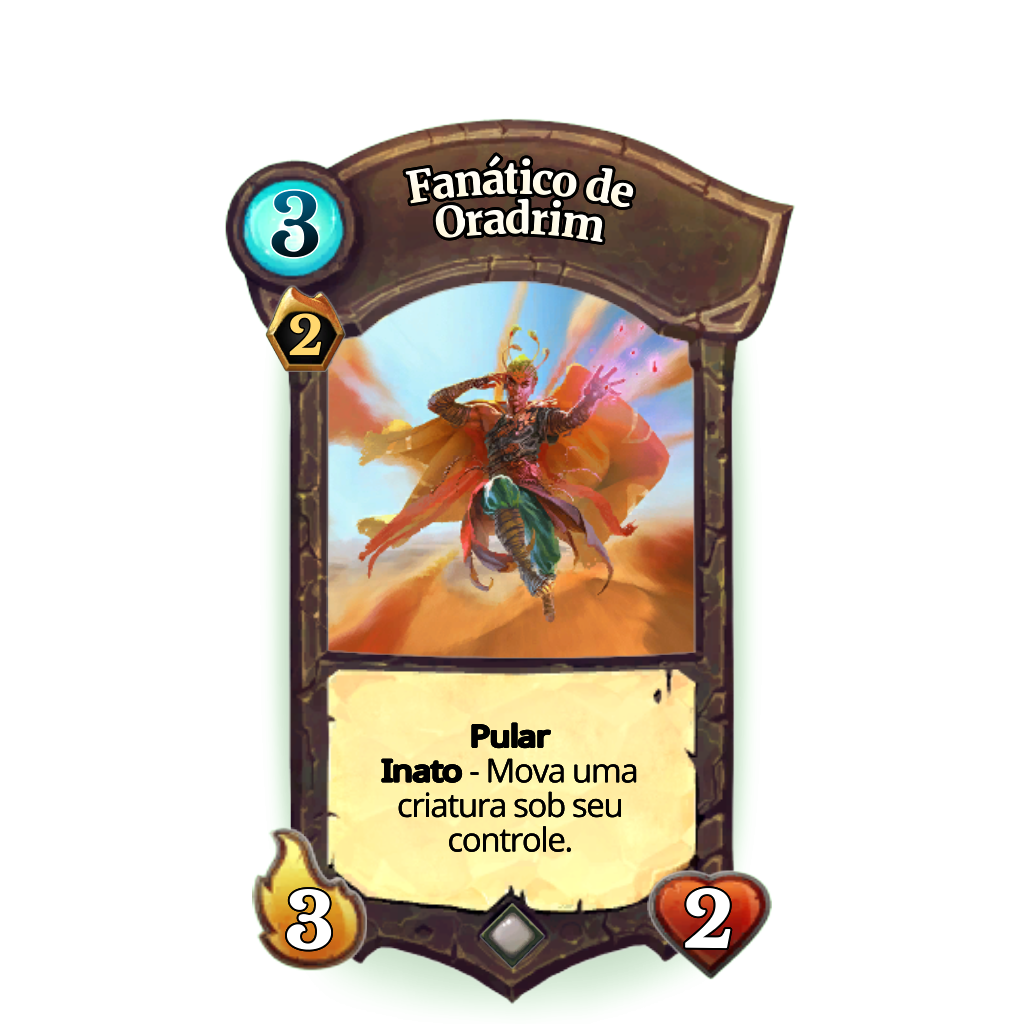 Fanático de
Oradrim
3
2
Pular
Inato - Mova uma
criatura sob seu
controle.
3
2